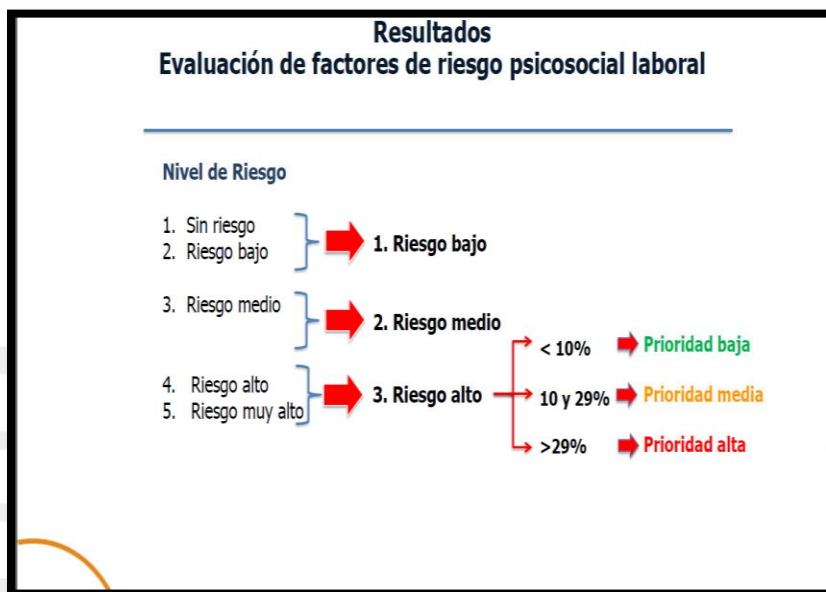 Resultados
Evaluación de factores de riesgo psicosocial laboral
Nivel de Riesgo
1. Sin riesgo
2. Riesgo bajo
1. Riesgo bajo
3. Riesgo medio
2. Riesgo medio
4. Riesgo alto
5. Riesgo muy alto
3. Riesgo alto
< 10%
Prioridad baja
10 y 29%
Prioridad media
>29%
Prioridad alta